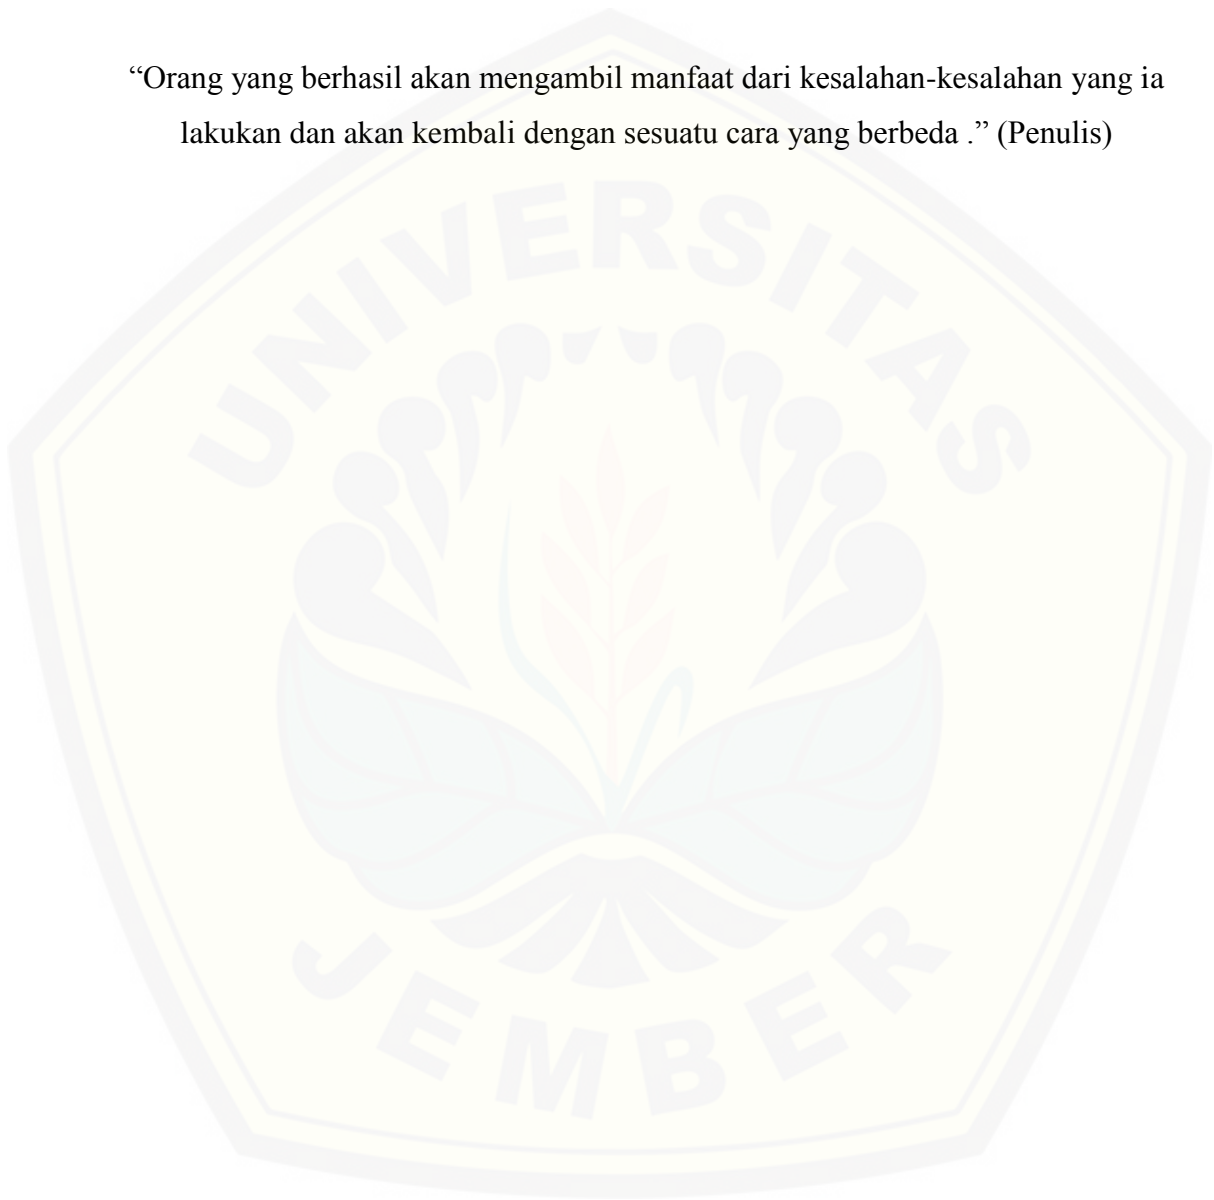 “Orang yang berhasil akan mengambil manfaat dari kesalahan-kesalahan yang ia
lakukan dan akan kembali dengan sesuatu cara yang berbeda .” (Penulis)
UNIVERSITAS
JEMBER